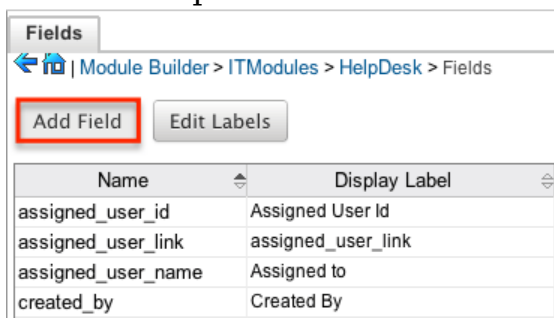 Fields
| Module Builder > ITModules > HelpDesk > Fields
Add Field Edit Labels
Name Display Label
assigned_user_id Assigned User Id
assigned_user_link assigned_user_link
assigned_user_name Assigned to
created_by Created By